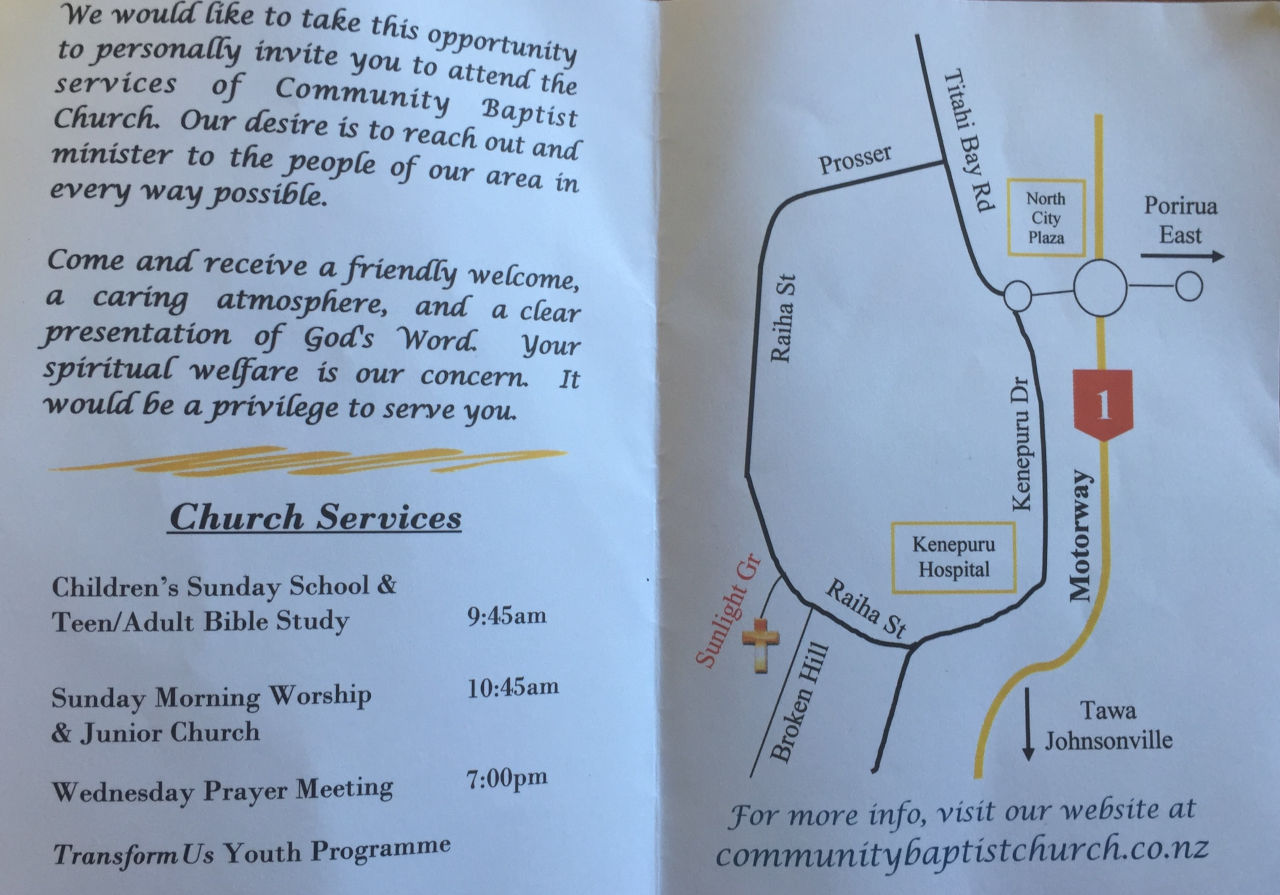 We would like to take this opportunity
to personally invite you to attend the
services of Community Baptist
Church. Our desire is to reach out and
minister to the people of our area in
every way possible.
Come and receive a friendly welcome,
a caring atmosphere, and a clear
presentation of God's Word. Your
spiritual welfare is our concern. It
would be a privilege to serve you.
Church Services
Children's Sunday School &
Teen/Adult Bible Study 9:45am
Sunday Morning Worship 10:45am
& Junior Church
Wednesday Prayer Meeting 7:00pm
TransformUs Youth Programme
Titahi Bay Rd
Prosser
North
City
Plaza
Porirua
East
Raiha St
1
Kenepuru Dr
Motorway
Kenepuru
Hospital
Sunlight Gr
Raiha St
Broken Hill
Tawa
Johnsonville
For more info, visit our website at
communitybaptistchurch.co.nz